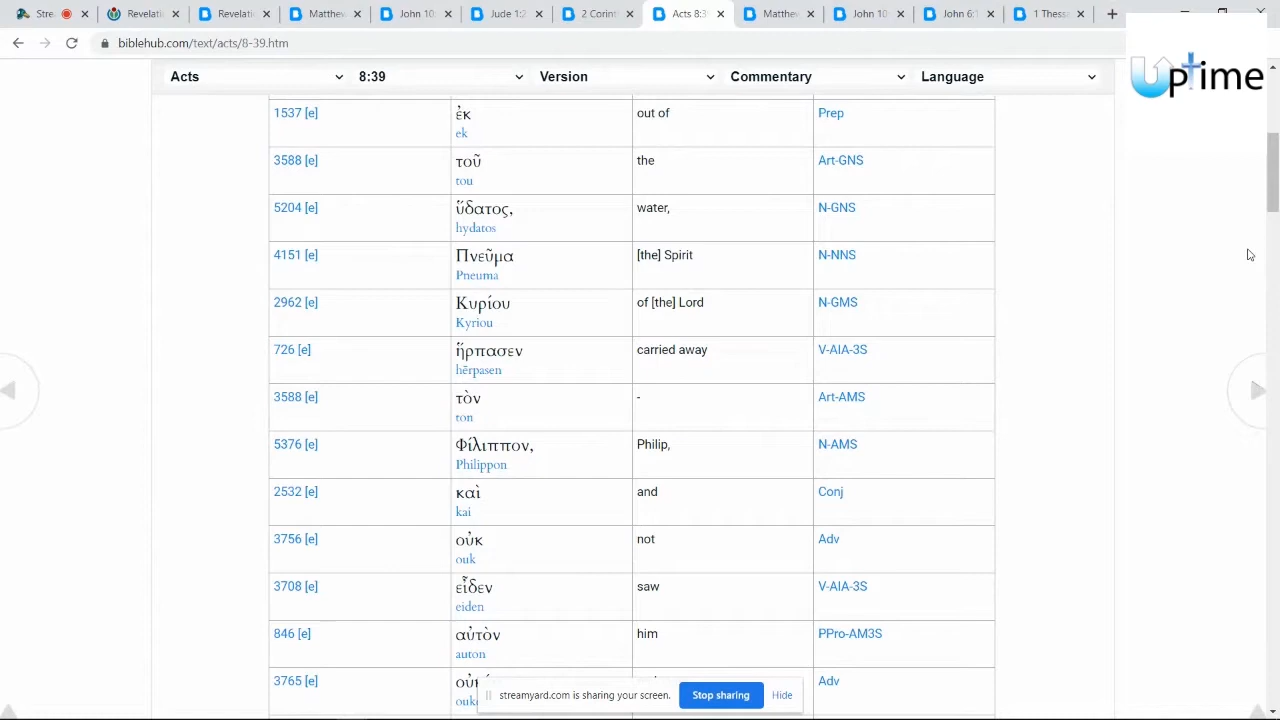 Stre
Revelati
Revelati
Matthew
John 10:
Jude 1:2
2 Corint
Acts 8:3
Matthew
John 10:
John 6:1
1 Thess
biblehub.com/text/acts/8-39.htm
Uptime
Acts 8:39 Version Commentary Language
1537 [e] ἐκ out of Prep
ek
3588 [e] τοῦ the Art-GNS
tou
5204 [e] ὕδατος, water, N-GNS
hydatos
4151 [e] Πνεῦμα [the] Spirit N-NNS
Pneuma
2962 [e] Κυρίου of [the] Lord N-GMS
Kyriou
726 [e] ἥρπασεν carried away V-AIA-3S
hērpasen
3588 [e] τὸν - Art-AMS
ton
5376 [e] Φίλιππον, Philip, N-AMS
Philippon
2532 [e] καὶ and Conj
kai
3756 [e] οὐκ not Adv
ouk
3708 [e] εἶδεν saw V-AIA-3S
eiden
846 [e] αὐτὸν him PPro-AM3S
auton
3765 [e] Adv
streamyard.com is sharing your screen. Stop sharing Hide